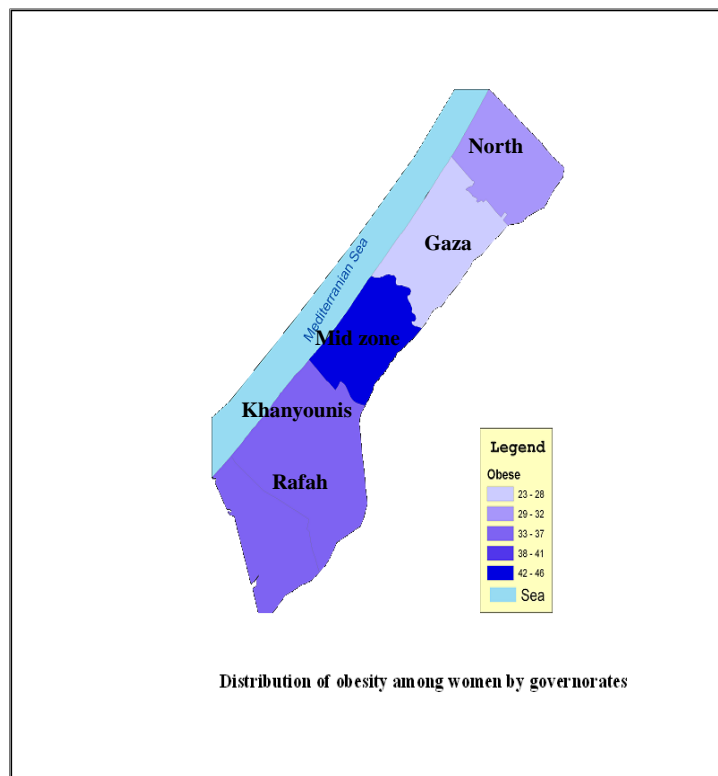 North
Gaza
Mediterranian Sea
Mid zone
Khanyounis
Rafah
Legend
Obese
23 - 28
29 - 32
33 - 37
38 - 41
42 - 46
Sea
Distribution of obesity among women by governorates